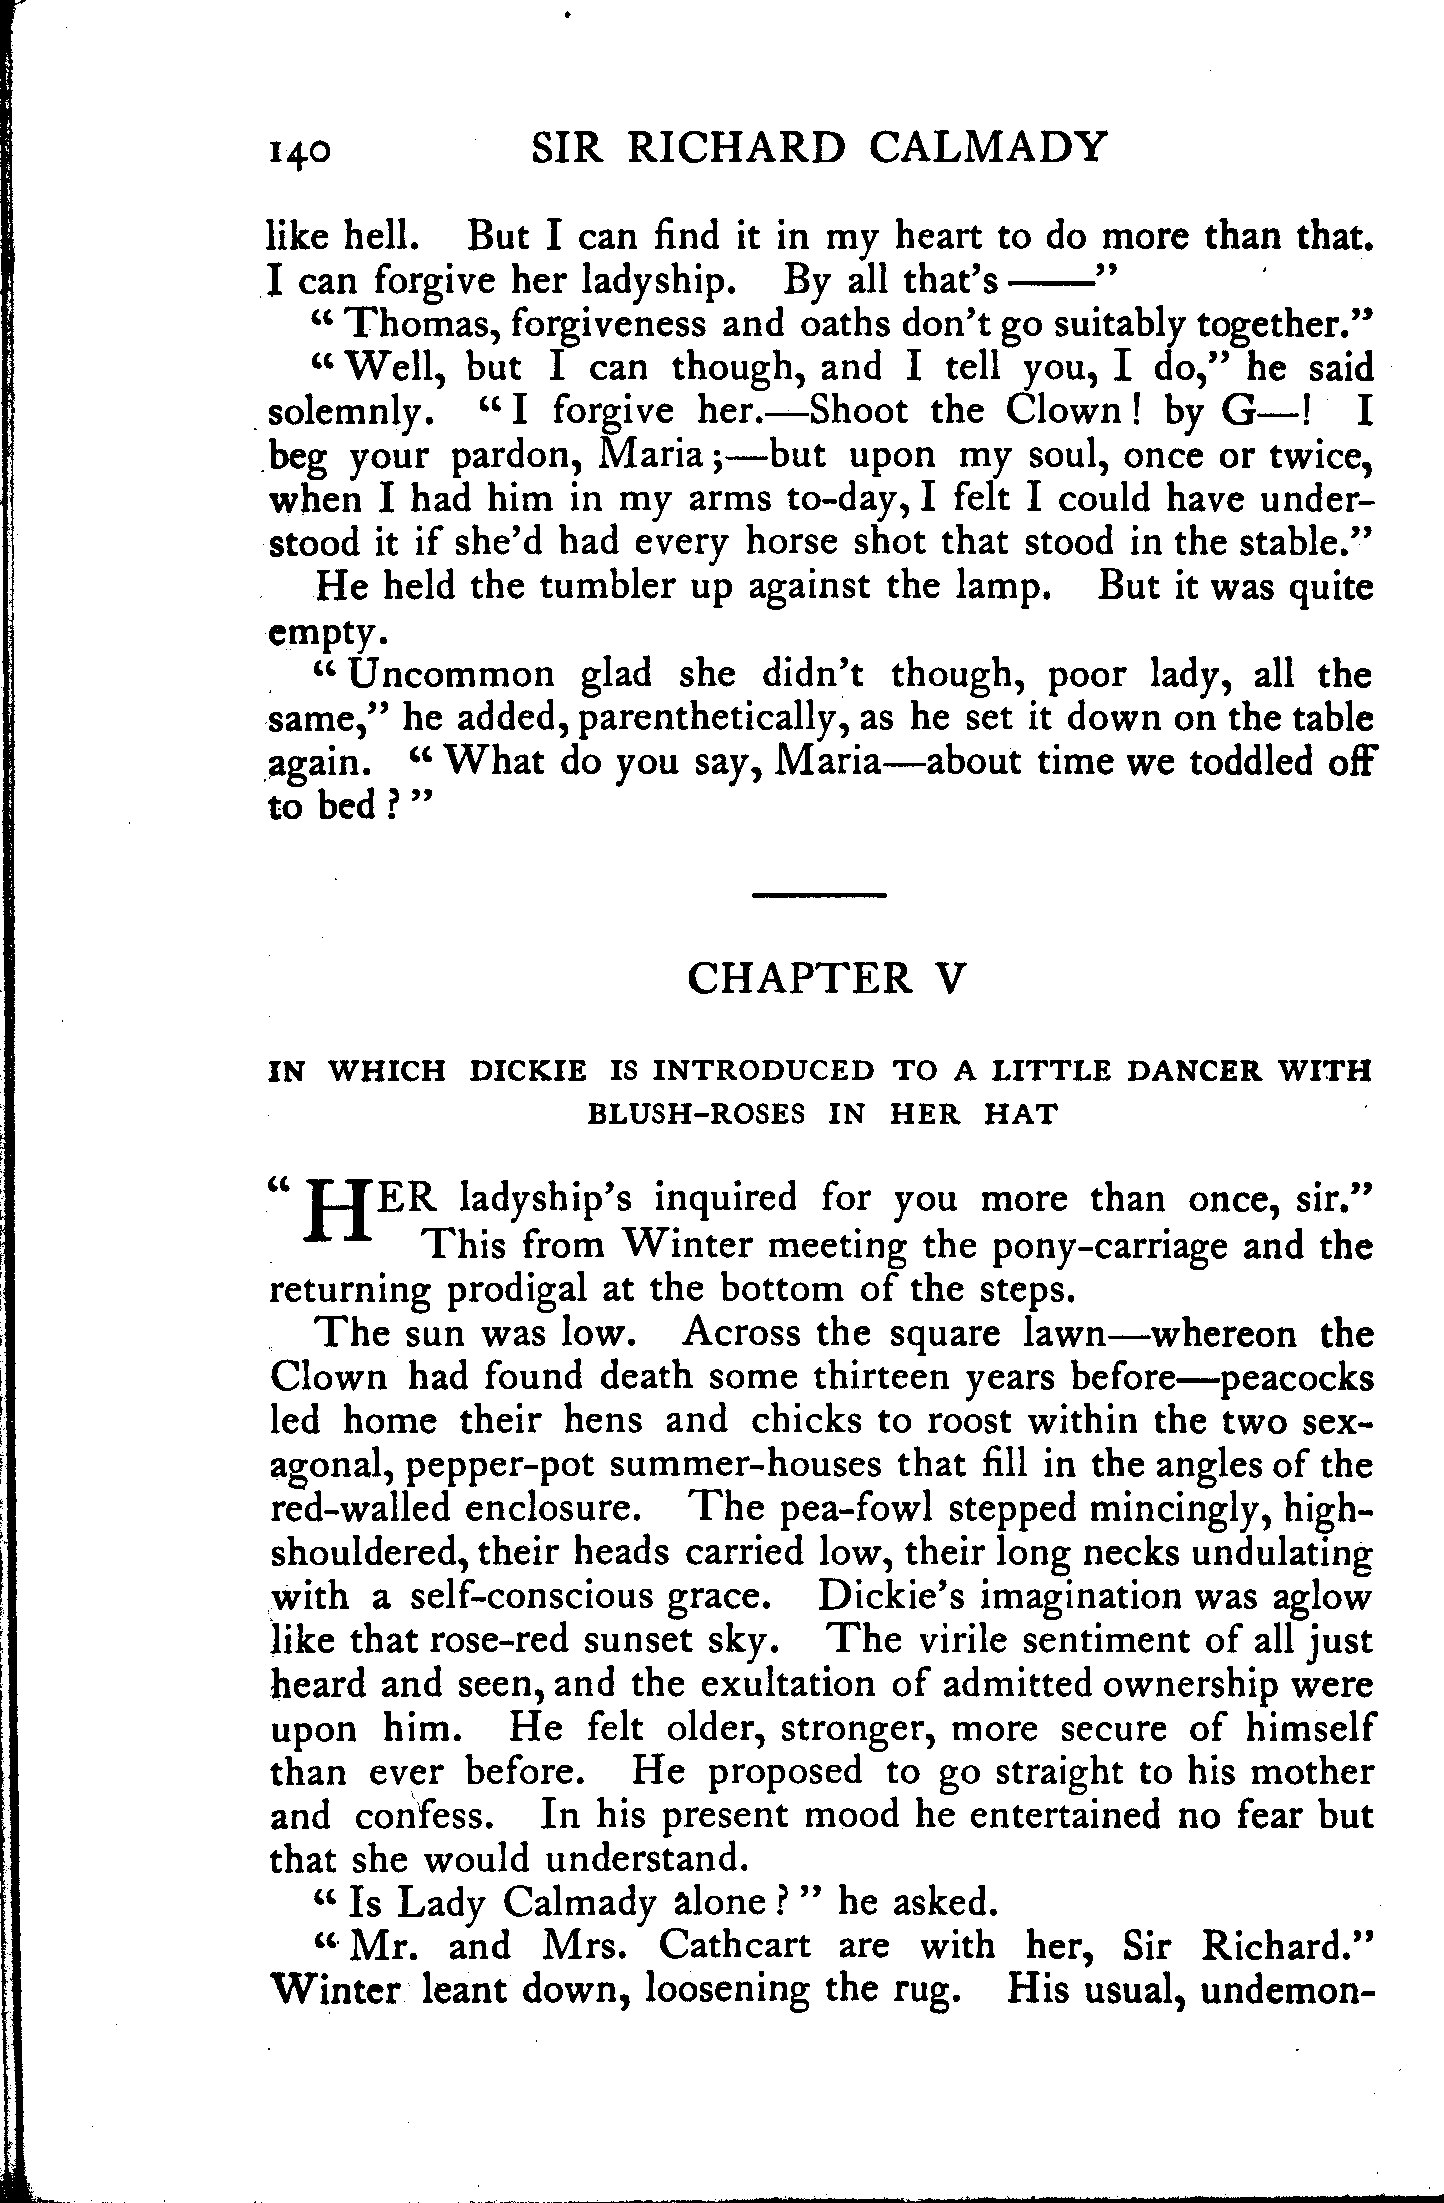 140 SIR RICHARD CALMADY
like hell. But I can find it in my heart to do more than that.
I can forgive her ladyship. By all that's ——"
"Thomas, forgiveness and oaths don't go suitably together."
"Well, but I can though, and I tell you, I do," he said
solemnly. "I forgive her.—Shoot the Clown! by G—! I
beg your pardon, Maria;—but upon my soul, once or twice,
when I had him in my arms to-day, I felt I could have under-
stood it if she'd had every horse shot that stood in the stable."
He held the tumbler up against the lamp. But it was quite
empty.
"Uncommon glad she didn't though, poor lady, all the
same," he added, parenthetically, as he set it down on the table
again. "What do you say, Maria—about time we toddled off
to bed?"
CHAPTER V
IN WHICH DICKIE IS INTRODUCED TO A LITTLE DANCER WITH
BLUSH-ROSES IN HER HAT
"HER ladyship's inquired for you more than once, sir."
This from Winter meeting the pony-carriage and the
returning prodigal at the bottom of the steps.
The sun was low. Across the square lawn—whereon the
Clown had found death some thirteen years before—peacocks
led home their hens and chicks to roost within the two sex-
agonal, pepper-pot summer-houses that fill in the angles of the
red-walled enclosure. The pea-fowl stepped mincingly, high-
shouldered, their heads carried low, their long necks undulating
with a self-conscious grace. Dickie's imagination was aglow
like that rose-red sunset sky. The virile sentiment of all just
heard and seen, and the exultation of admitted ownership were
upon him. He felt older, stronger, more secure of himself
than ever before. He proposed to go straight to his mother
and confess. In his present mood he entertained no fear but
that she would understand.
"Is Lady Calmady alone?" he asked.
"Mr. and Mrs. Cathcart are with her, Sir Richard."
Winter leant down, loosening the rug. His usual, undemon-